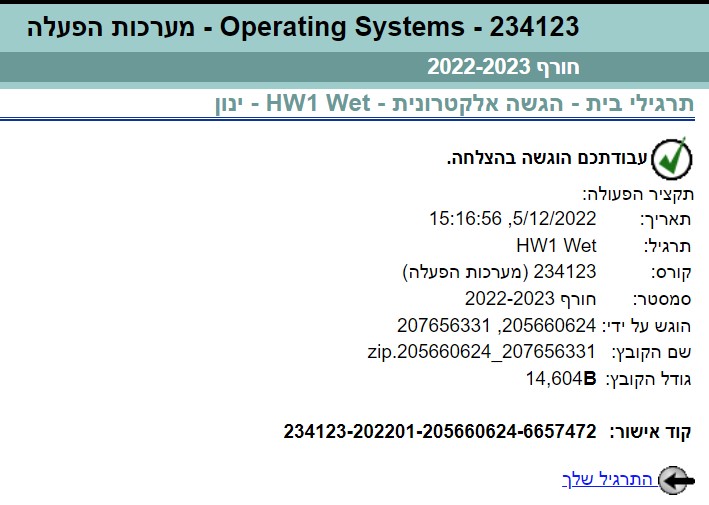 234123 - Operating Systems - מערכות הפעלה
חורף 2022-2023
תרגילי בית - הגשה אלקטרונית - HW1 Wet - ינון
עבודתכם הוגשה בהצלחה.
תקציר הפעולה:
תאריך: 5/12/2022, 15:16:56
תרגיל: HW1 Wet
קורס: 234123 (מערכות הפעלה)
סמסטר: חורף 2022-2023
הוגש על ידי: 205660624, 207656331
שם הקובץ: 207656331_205660624.zip
גודל הקובץ: 14,604B
קוד אישור: 234123-202201-205660624-6657472
התרגיל שלך